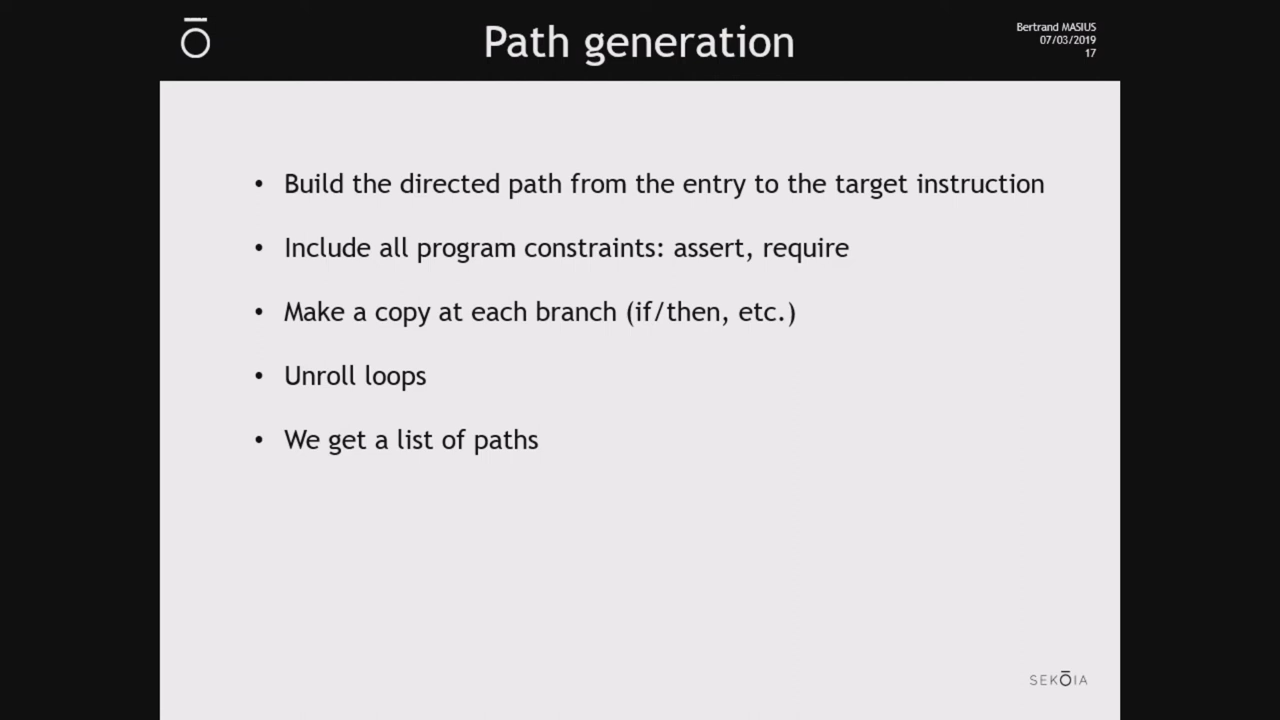 Path generation
Bertrand MASIUS
07/03/2019
17
• Build the directed path from the entry to the target instruction
• Include all program constraints: assert, require
• Make a copy at each branch (if/then, etc.)
• Unroll loops
• We get a list of paths
SEKŌIA